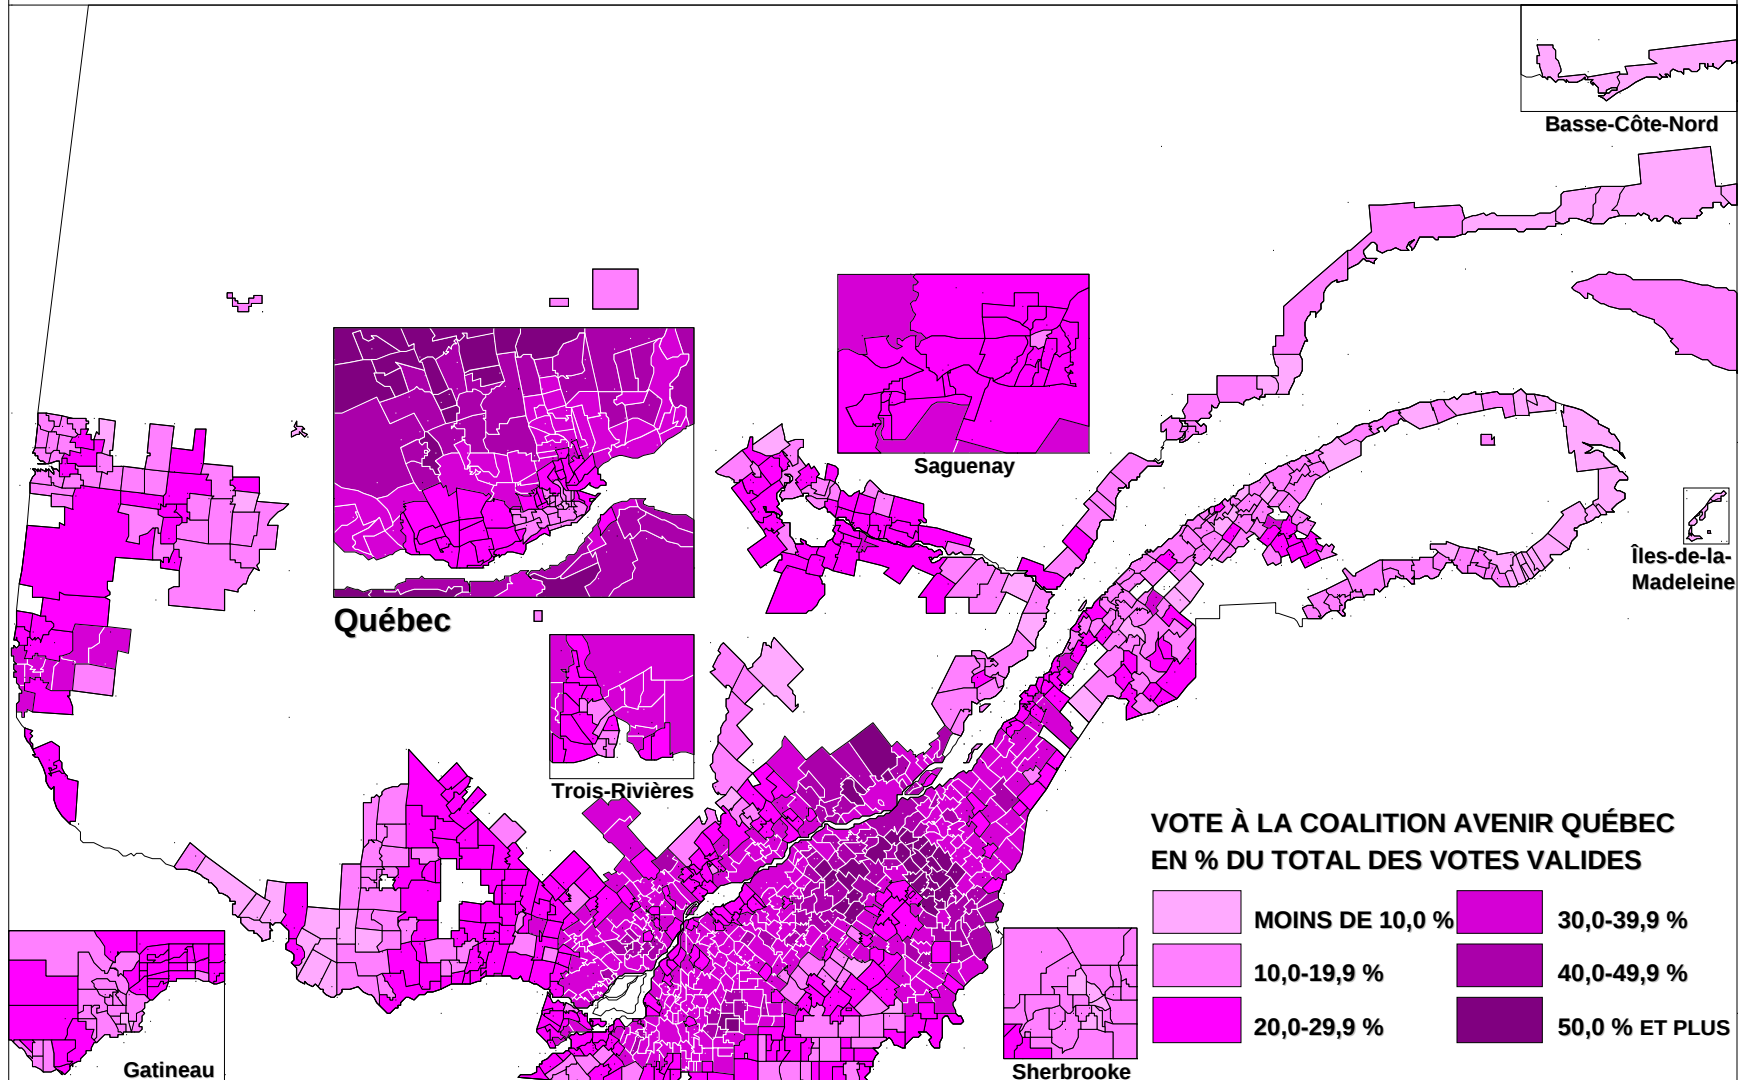 Basse-Côte-Nord
Saguenay
Îles-de-la-
Madeleine
Québec
Trois-Rivières
VOTE À LA COALITION AVENIR QUÉBEC
EN % DU TOTAL DES VOTES VALIDES
MOINS DE 10,0 %
30,0-39,9 %
10,0-19,9 %
40,0-49,9 %
20,0-29,9 %
50,0 % ET PLUS
Gatineau
Sherbrooke